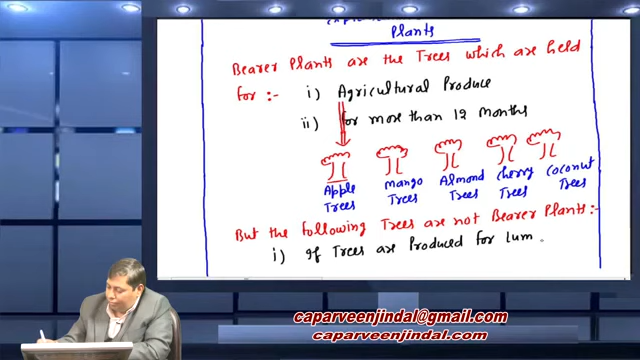 Plants
Bearer Plants are the Trees which are held
for :- i) Agricultural Produce
ii) for more than 12 months
Apple Trees
mango Trees
Almond Trees
cherry Trees
coconut Trees
But the following Trees are not Bearer Plants:-
i) If Trees are Produced for lum
caparveenjindal@gmail.com
caparveenjindal.com